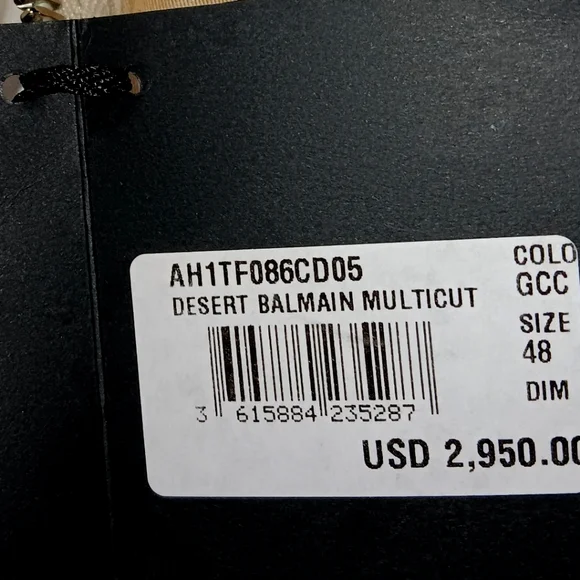 AH1TF086CD05
DESERT BALMAIN MULTICUT
3 615884 235287
COLO
GCC
SIZE
48
DIM
USD 2,950.00